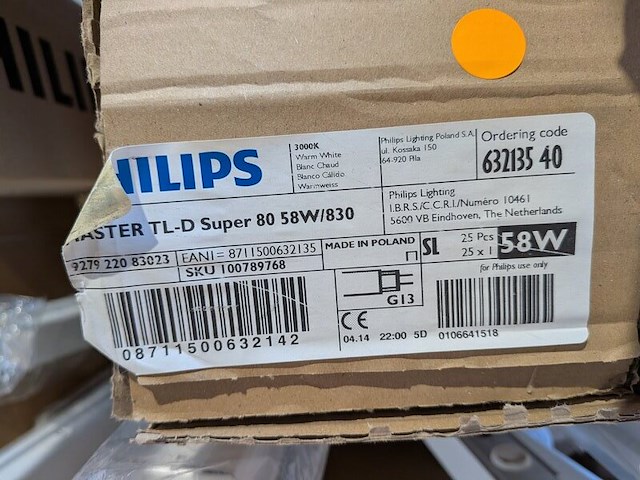 HILIPS
3000K
Warm White
Blanc Chaud
Blanco Cálido
Warmweiss
Philips Lighting Poland S.A.
ul. Kossaka 150
64-920 Piła
Ordering code
632135 40
MASTER TL-D Super 80 58W/830
Philips Lighting
I.B.R.S./C.C.R.I./Numéro 10461
5600 VB Eindhoven, The Netherlands
9279 220 83023
EAN1= 8711500632135
SKU 100789768
MADE IN POLAND
SL
25 Pcs
25 x 1
58W
for Philips use only
G13
CE
04.14 22:00 5D
08711500632142
0106641518